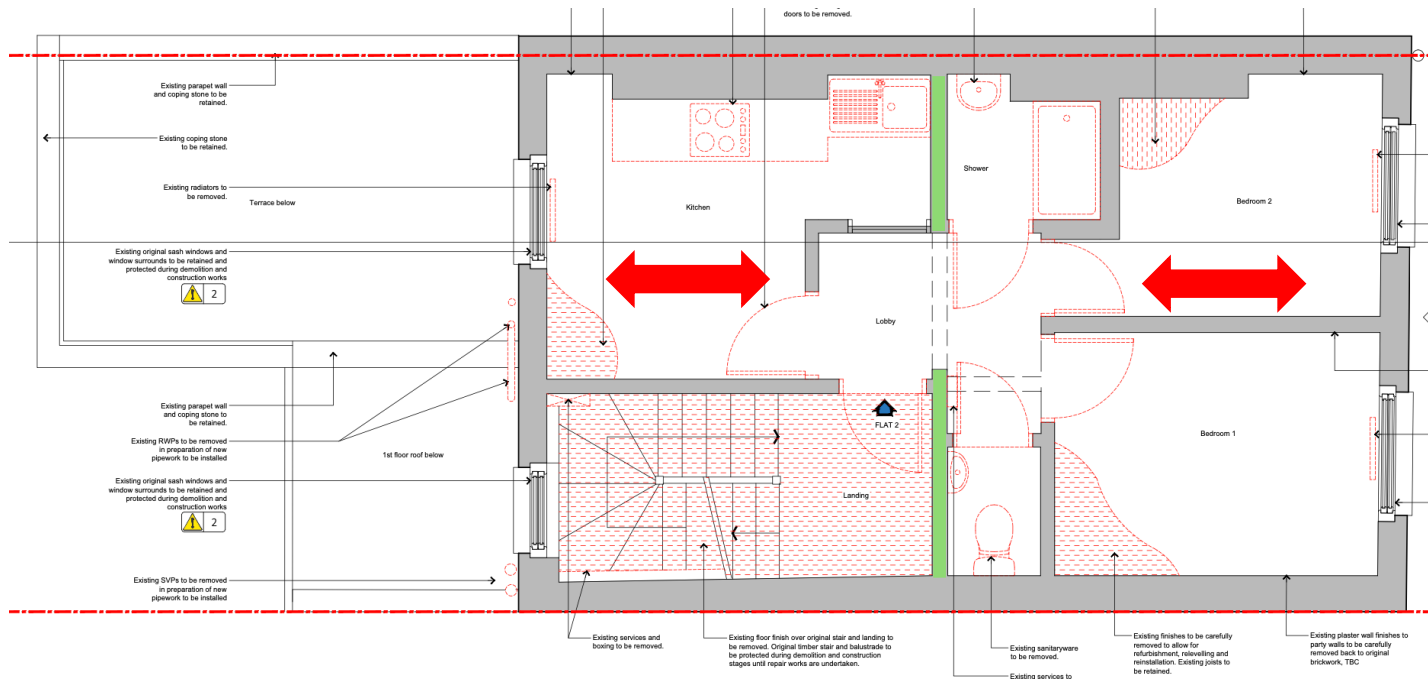 doors to be removed.
Existing parapet wall
and coping stone to be
retained.
Existing coping stone
to be retained.
Existing radiators to
be removed.
Terrace below
Existing original sash windows and
window surrounds to be retained and
protected during demolition and
construction works
2
Kitchen
Shower
Bedroom 2
Lobby
Existing parapet wall
and coping stone to
be retained.
Existing RWPs to be removed
in preparation of new
pipework to be installed
1st floor roof below
Existing original sash windows and
window surrounds to be retained and
protected during demolition and
construction works
2
FLAT 2
Bedroom 1
Landing
Existing SVPs to be removed
in preparation of new
pipework to be installed
Existing services and
boxing to be removed.
Existing floor finish over original stair and landing to
be removed. Original timber stair and balustrade to
be protected during demolition and construction
stages until repair works are undertaken.
Existing sanitaryware
to be removed.
Existing services to
Existing finishes to be carefully
removed to allow for
refurbishment, relevelling and
reinstallation. Existing joists to
be retained.
Existing plaster wall finishes to
party walls to be carefully
removed back to original
brickwork, TBC